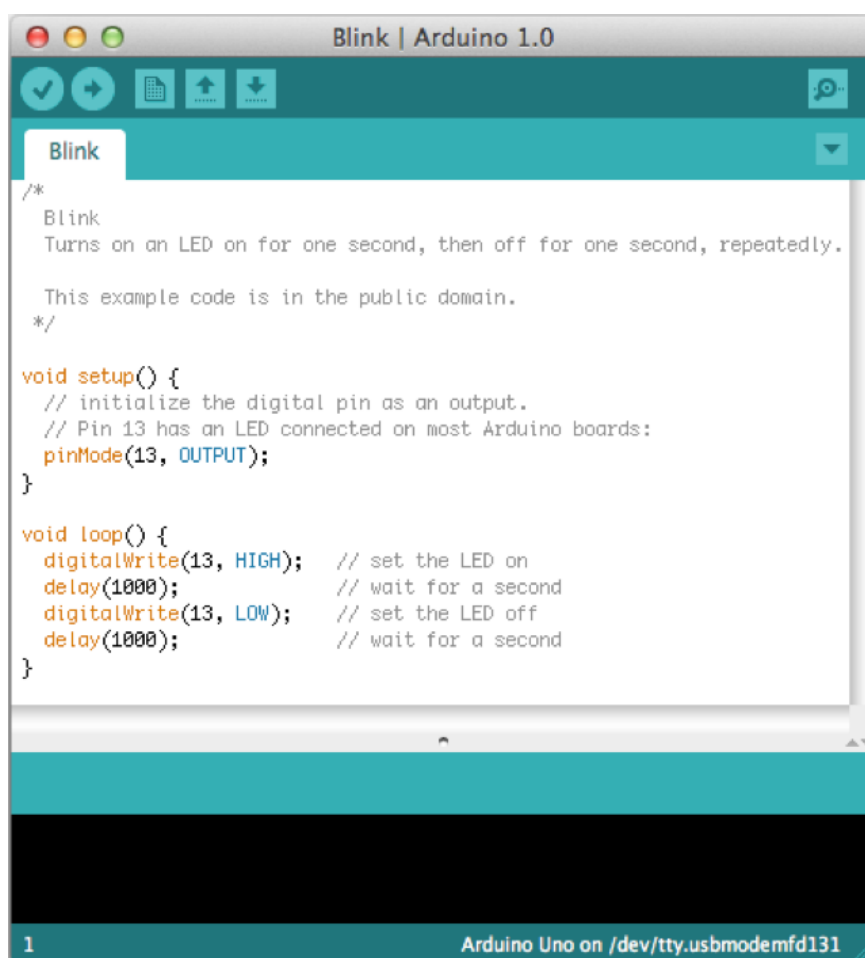 Blink | Arduino 1.0
Blink
/*
  Blink
  Turns on an LED on for one second, then off for one second, repeatedly.

  This example code is in the public domain.
 */

void setup() {
  // initialize the digital pin as an output.
  // Pin 13 has an LED connected on most Arduino boards:
  pinMode(13, OUTPUT);
}

void loop() {
  digitalWrite(13, HIGH);   // set the LED on
  delay(1000);              // wait for a second
  digitalWrite(13, LOW);    // set the LED off
  delay(1000);              // wait for a second
}
1
Arduino Uno on /dev/tty.usbmodemfd131